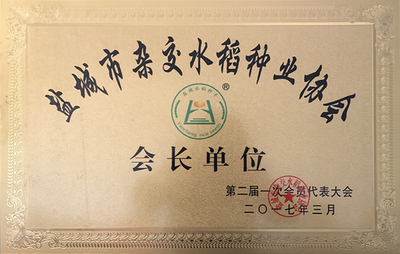 盐城市杂交水稻种业协会
®
会长单位
第二届一次会员代表大会
二〇一七年三月